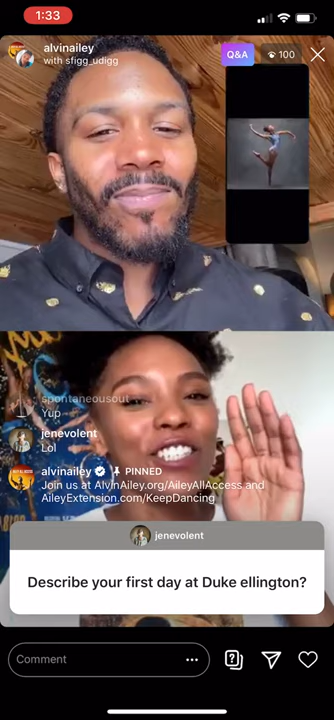 1:33
alvinailey
with sfigg_udigg
Q&A
100
spontaneousout
Yup
jenevolent
Lol
alvinailey PINNED
Join us at AlvinAiley.org/AileyAllAccess and
AileyExtension.com/KeepDancing
jenevolent
Describe your first day at Duke ellington?
Comment